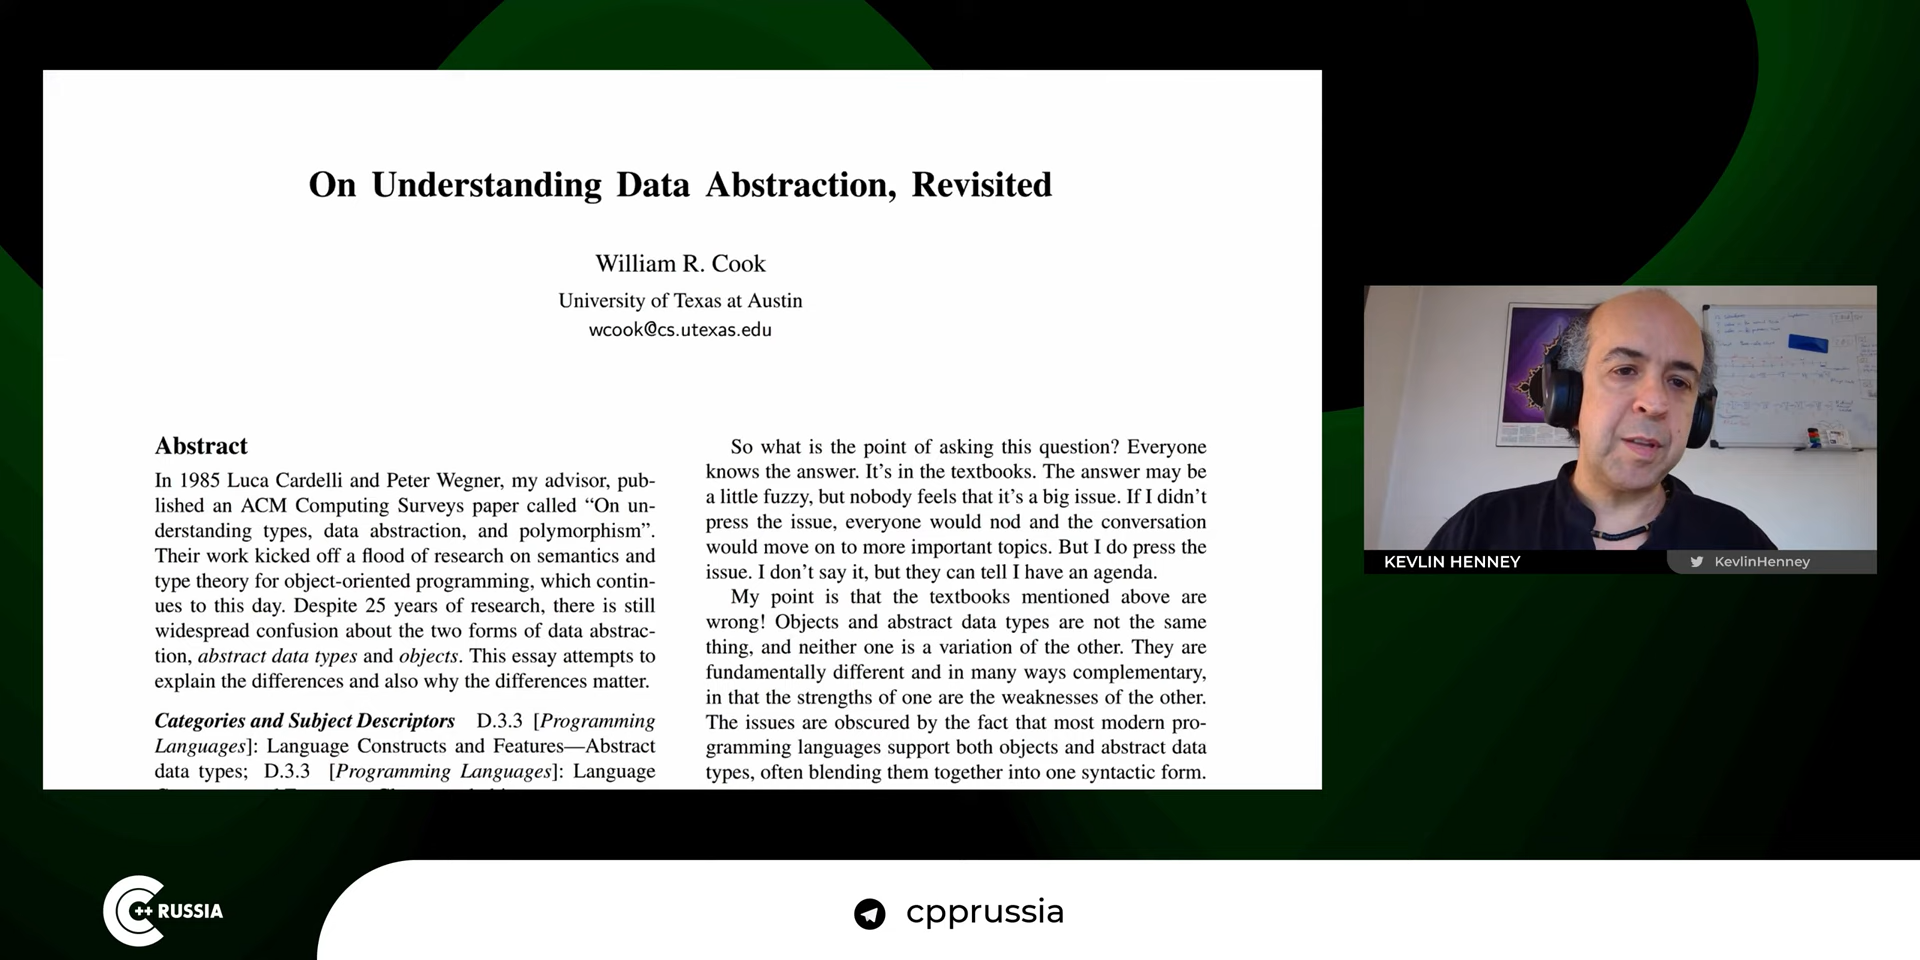 On Understanding Data Abstraction, Revisited
William R. Cook
University of Texas at Austin
wcook@cs.utexas.edu
Abstract
In 1985 Luca Cardelli and Peter Wegner, my advisor, pub-
lished an ACM Computing Surveys paper called “On un-
derstanding types, data abstraction, and polymorphism”.
Their work kicked off a flood of research on semantics and
type theory for object-oriented programming, which contin-
ues to this day. Despite 25 years of research, there is still
widespread confusion about the two forms of data abstrac-
tion, abstract data types and objects. This essay attempts to
explain the differences and also why the differences matter.
Categories and Subject Descriptors D.3.3 [Programming
Languages]: Language Constructs and Features—Abstract
data types; D.3.3 [Programming Languages]: Language
So what is the point of asking this question? Everyone
knows the answer. It’s in the textbooks. The answer may be
a little fuzzy, but nobody feels that it’s a big issue. If I didn’t
press the issue, everyone would nod and the conversation
would move on to more important topics. But I do press the
issue. I don’t say it, but they can tell I have an agenda.
My point is that the textbooks mentioned above are
wrong! Objects and abstract data types are not the same
thing, and neither one is a variation of the other. They are
fundamentally different and in many ways complementary,
in that the strengths of one are the weaknesses of the other.
The issues are obscured by the fact that most modern pro-
gramming languages support both objects and abstract data
types, often blending them together into one syntactic form.
KEVLIN HENNEY
KevlinHenney
C++ RUSSIA
cpprussia